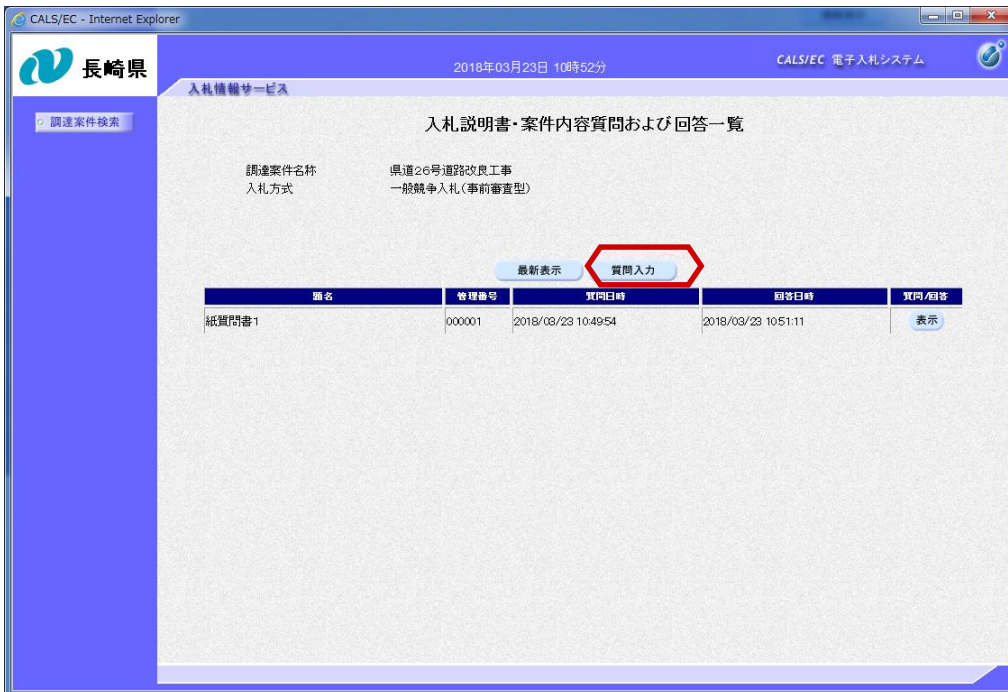 CALS/EC - Internet Explorer
長崎県
2018年03月23日 10時52分
CALS/EC 電子入札システム
入札情報サービス
調達案件検索
入札説明書・案件内容質問および回答一覧
調達案件名称 県道26号道路改良工事
入札方式 一般競争入札(事前審査型)
最新表示 質問入力
題名 管理番号 質問日時 回答日時 質問/回答
紙質問書1 000001 2018/03/23 10:49:54 2018/03/23 10:51:11 表示